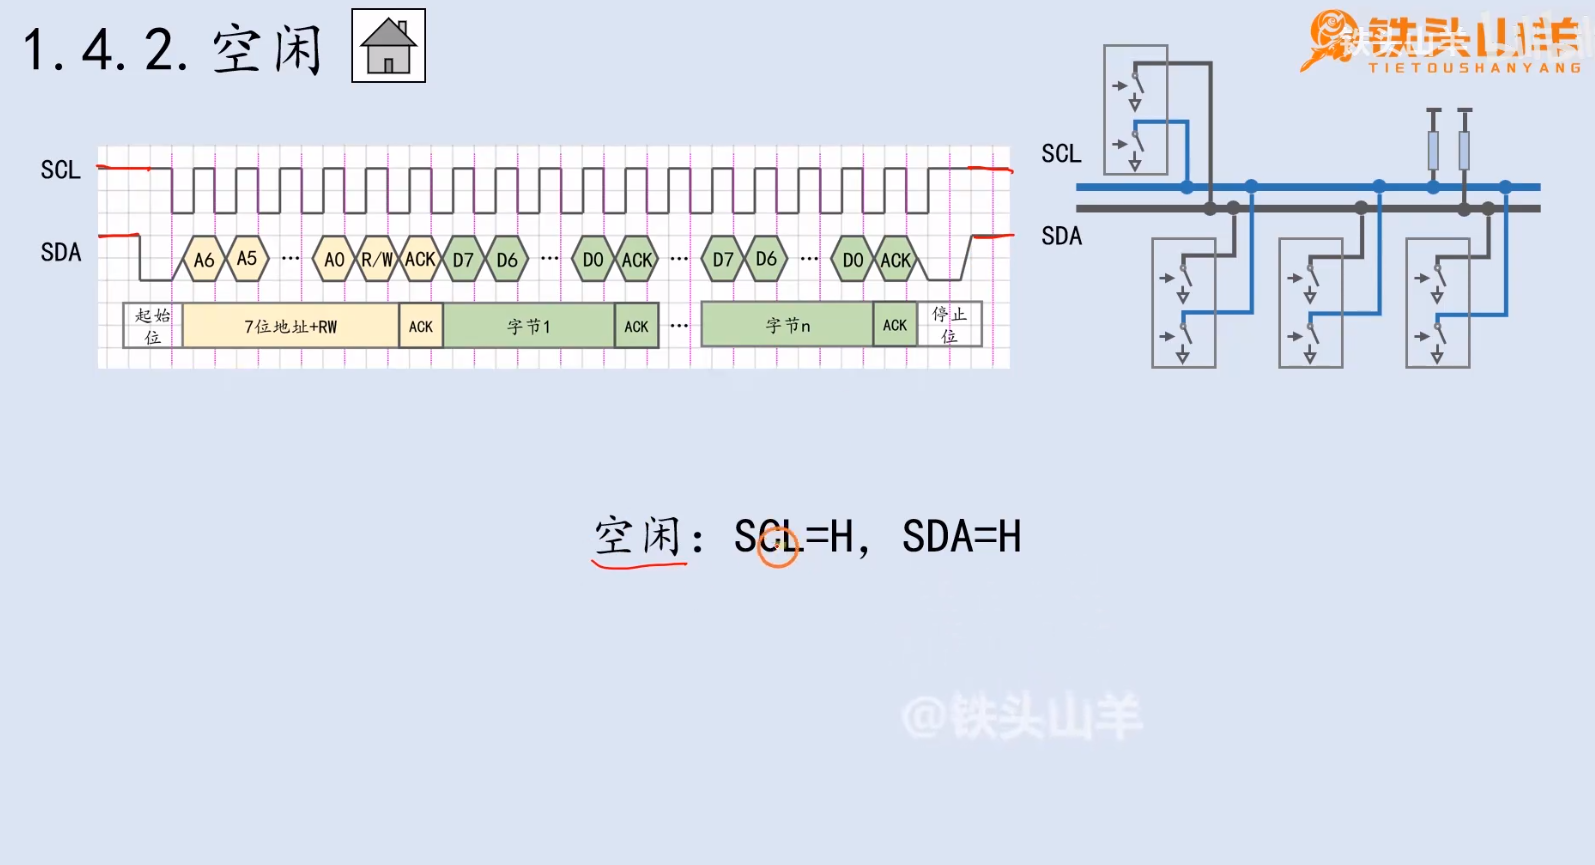 1.4.2.空闲
铁头山羊
TIETOUSHANYANG
SCL
SDA
A6 A5 ··· A0 R/W ACK D7 D6 ··· D0 ACK ··· D7 D6 ··· D0 ACK
起始位 7位地址+RW ACK 字节1 ACK ··· 字节n ACK 停止位
SCL
SDA
空闲：SCL=H, SDA=H
@铁头山羊